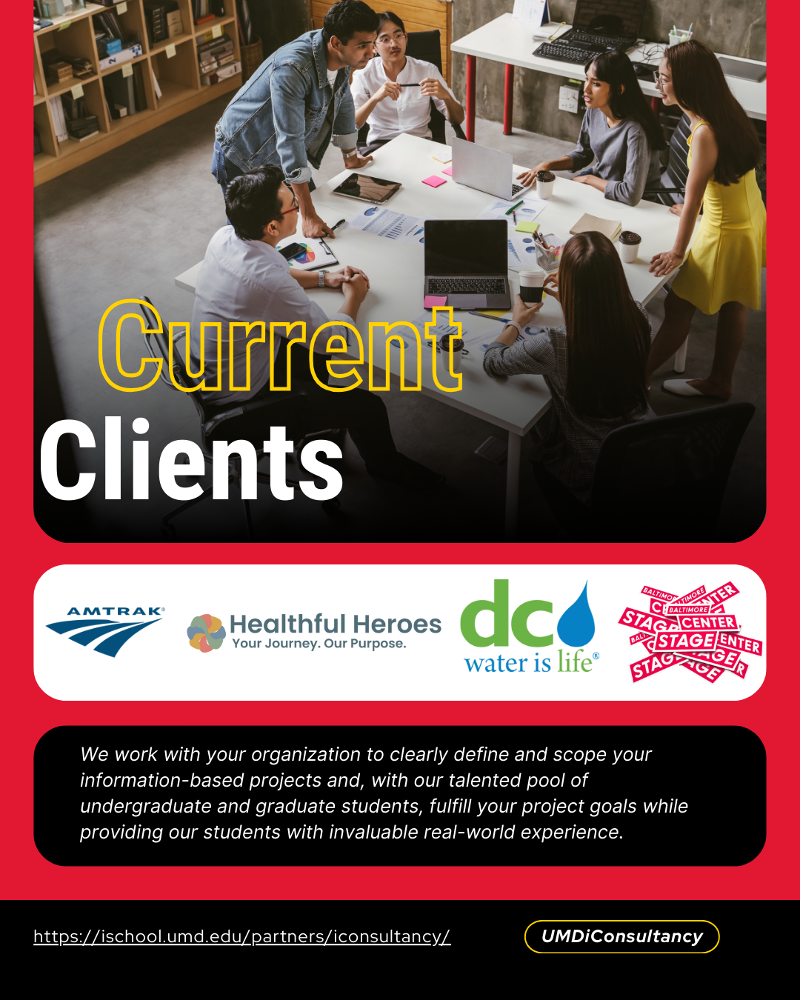 Current
Clients
AMTRAK®
Healthful Heroes
Your Journey. Our Purpose.
dc
water is life®
BALTIMORE
CENTER
STAGE
We work with your organization to clearly define and scope your
information-based projects and, with our talented pool of
undergraduate and graduate students, fulfill your project goals while
providing our students with invaluable real-world experience.
https://ischool.umd.edu/partners/iconsultancy/
UMDiConsultancy